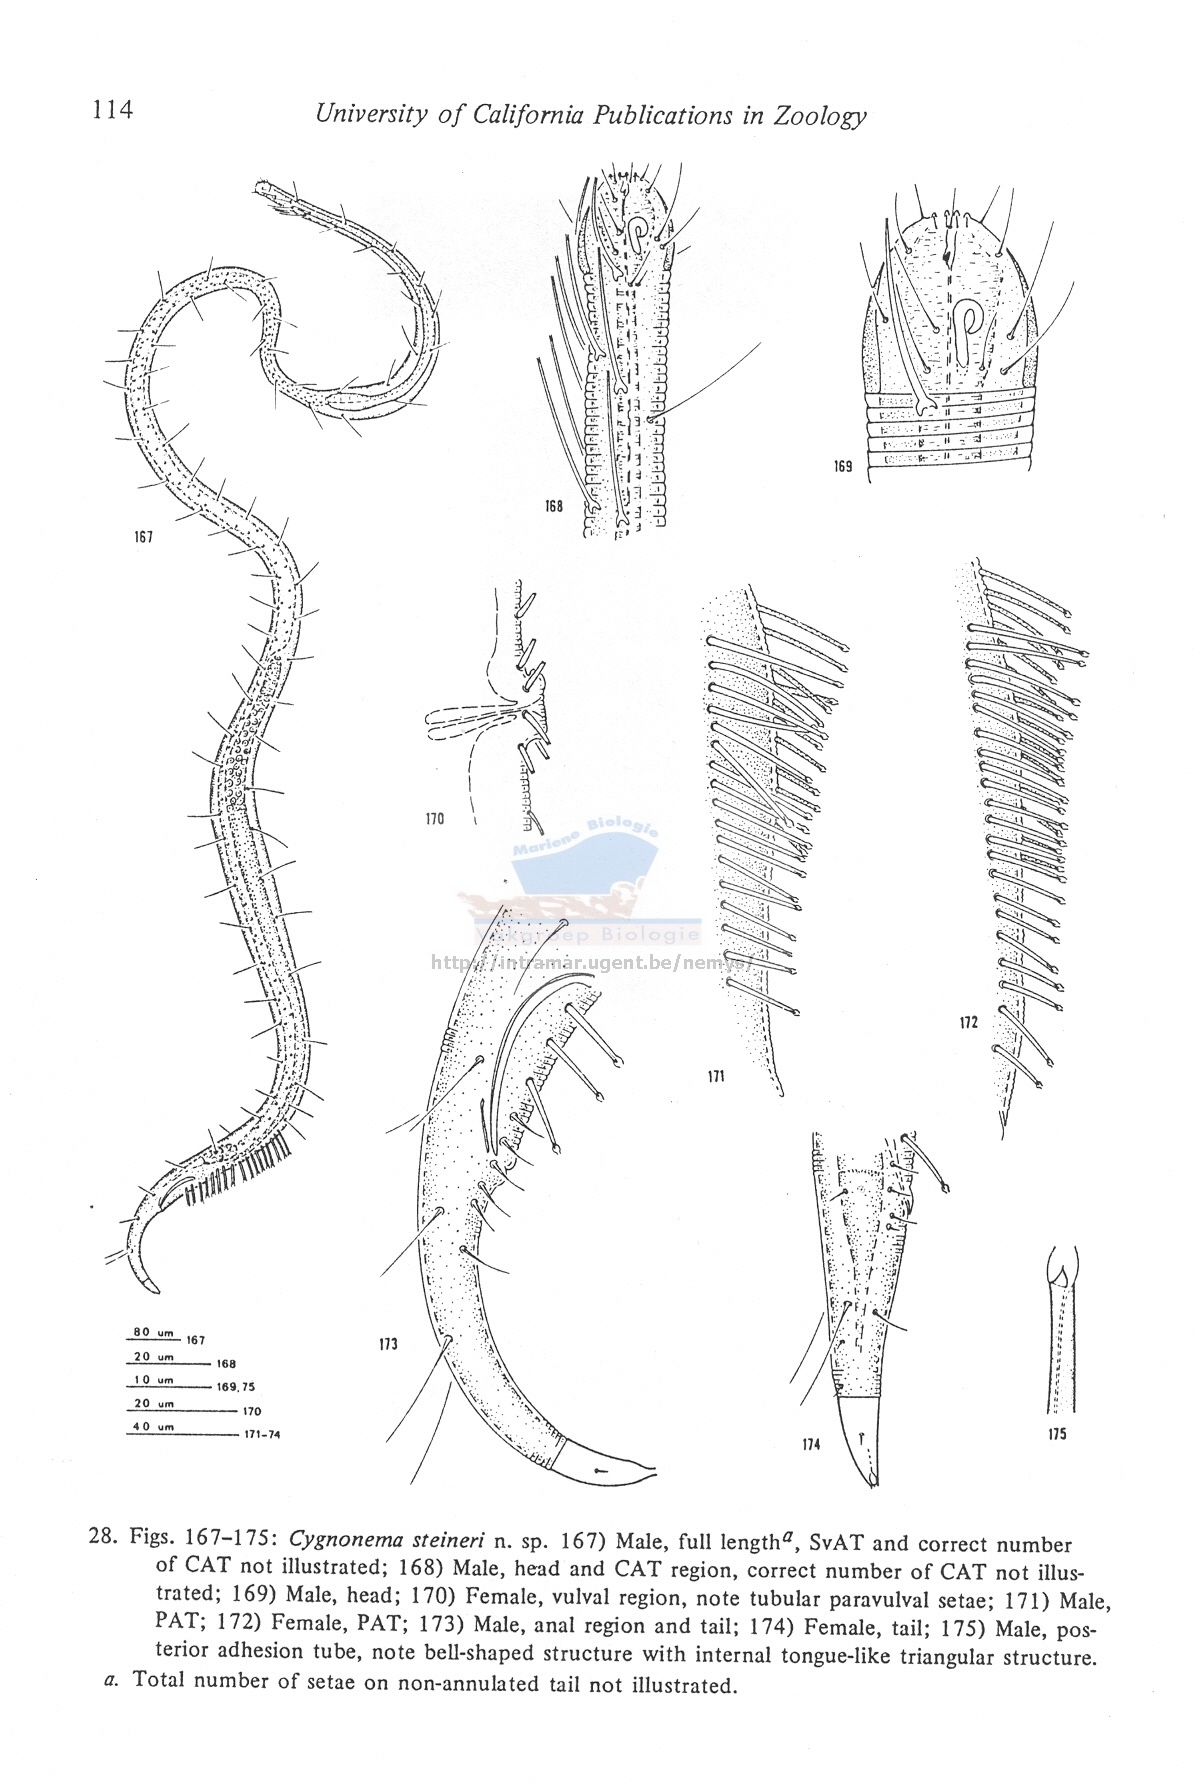 114
University of California Publications in Zoology
167
168
169
170
171
172
173
174
175
Mariene Biologie
Vakgroep Biologie
http://intramar.ugent.be/nemys/
80 um 167
20 um 168
10 um 169,75
20 um 170
40 um 171-74
28. Figs. 167–175: Cygnonema steineri n. sp. 167) Male, full lengthᵃ, SvAT and correct number
of CAT not illustrated; 168) Male, head and CAT region, correct number of CAT not illus-
trated; 169) Male, head; 170) Female, vulval region, note tubular paravulval setae; 171) Male,
PAT; 172) Female, PAT; 173) Male, anal region and tail; 174) Female, tail; 175) Male, pos-
terior adhesion tube, note bell-shaped structure with internal tongue-like triangular structure.
a. Total number of setae on non-annulated tail not illustrated.